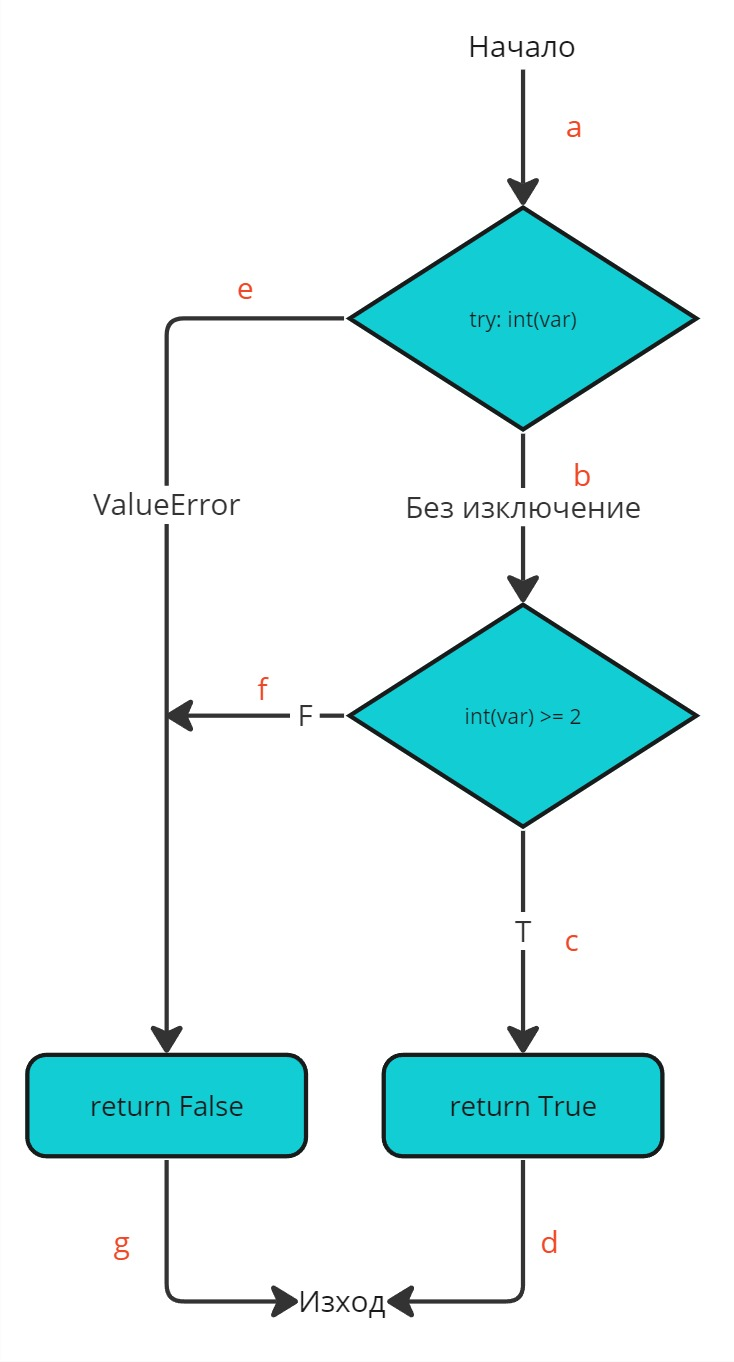 Начало
a
e
try: int(var)
b
ValueError
Без изключение
f
F
int(var) >= 2
T
c
return False
return True
g
d
Изход